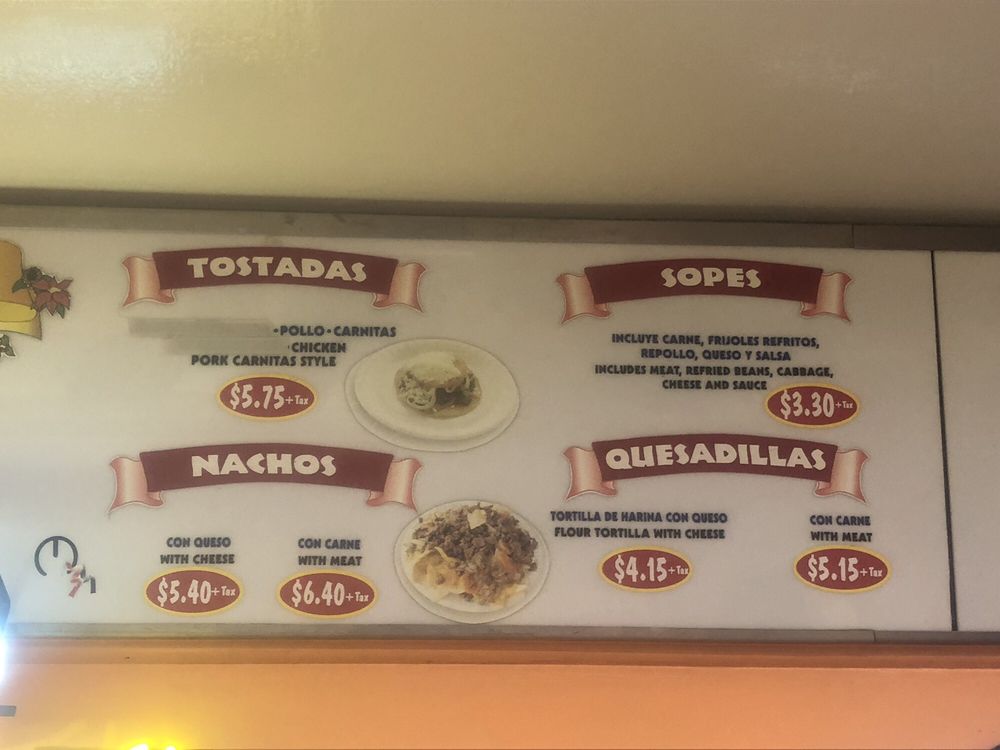 TOSTADAS
•POLLO•CARNITAS
•CHICKEN
PORK CARNITAS STYLE
$5.75+Tax
SOPES
INCLUYE CARNE, FRIJOLES REFRITOS,
REPOLLO, QUESO Y SALSA
INCLUDES MEAT, REFRIED BEANS, CABBAGE,
CHEESE AND SAUCE
$3.30+Tax
NACHOS
CON QUESO
WITH CHEESE
$5.40+Tax
CON CARNE
WITH MEAT
$6.40+Tax
QUESADILLAS
TORTILLA DE HARINA CON QUESO
FLOUR TORTILLA WITH CHEESE
$4.15+Tax
CON CARNE
WITH MEAT
$5.15+Tax